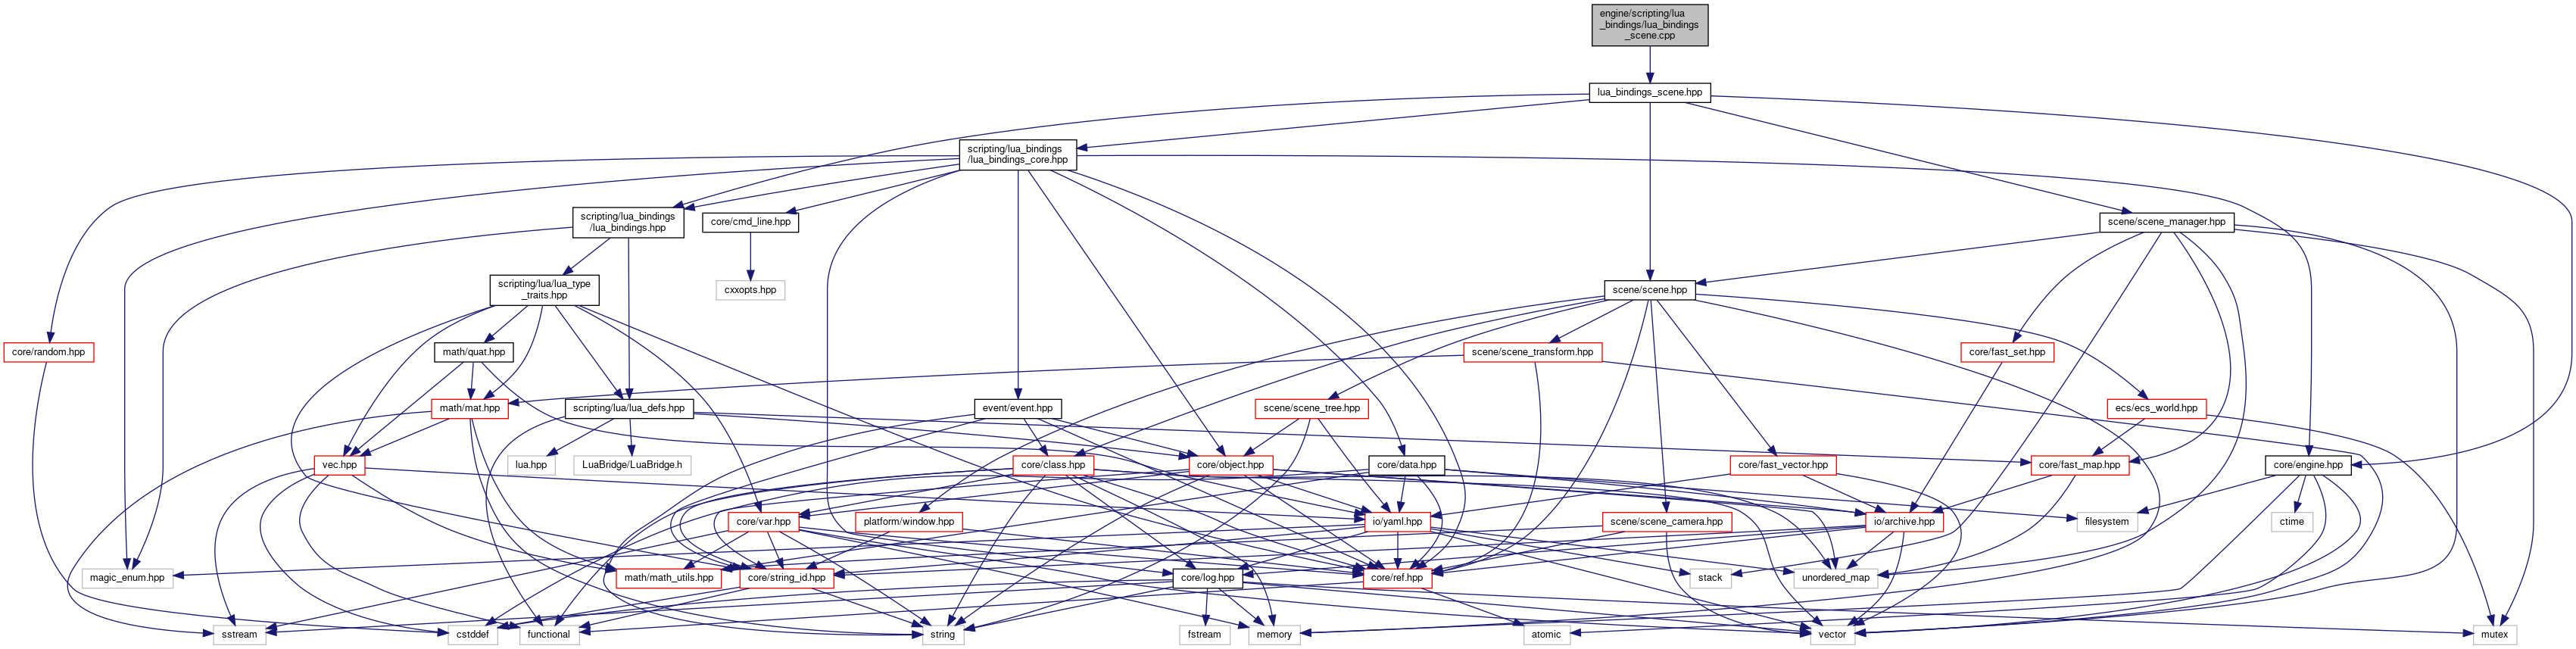 engine/scripting/lua
_bindings/lua_bindings
_scene.cpp
lua_bindings_scene.hpp
scripting/lua_bindings
/lua_bindings_core.hpp
scripting/lua_bindings
/lua_bindings.hpp
core/cmd_line.hpp
scene/scene_manager.hpp
scripting/lua/lua_type
_traits.hpp
cxxopts.hpp
scene/scene.hpp
core/random.hpp
math/quat.hpp
scene/scene_transform.hpp
core/fast_set.hpp
math/mat.hpp
scripting/lua/lua_defs.hpp
event/event.hpp
scene/scene_tree.hpp
ecs/ecs_world.hpp
vec.hpp
lua.hpp
LuaBridge/LuaBridge.h
core/class.hpp
core/object.hpp
core/data.hpp
core/fast_vector.hpp
core/fast_map.hpp
core/engine.hpp
core/var.hpp
platform/window.hpp
io/yaml.hpp
scene/scene_camera.hpp
io/archive.hpp
filesystem
ctime
magic_enum.hpp
math/math_utils.hpp
core/string_id.hpp
core/log.hpp
core/ref.hpp
stack
unordered_map
sstream
cstddef
functional
string
fstream
memory
atomic
vector
mutex